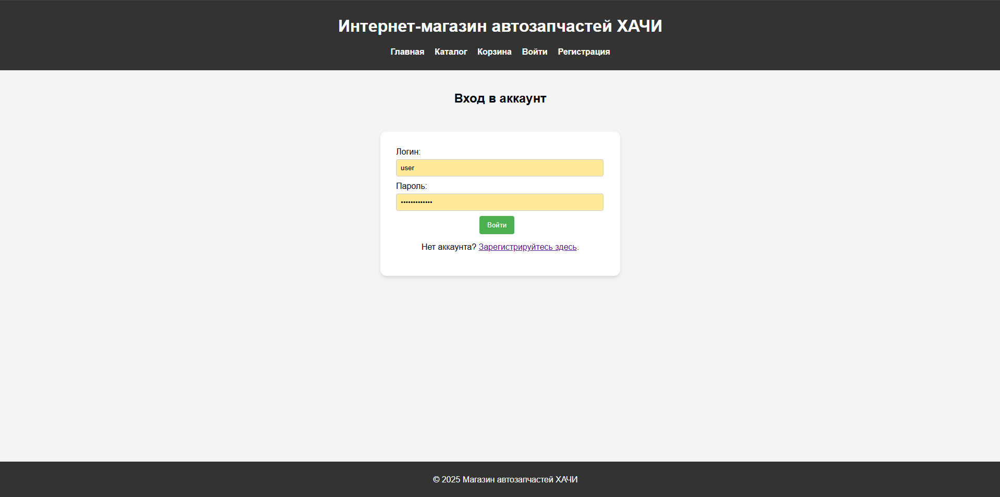 Интернет-магазин автозапчастей ХАЧИ
Главная Каталог Корзина Войти Регистрация
Вход в аккаунт
Логин:
user
Пароль:
•••••••••••••
Войти
Нет аккаунта? Зарегистрируйтесь здесь.
© 2025 Магазин автозапчастей ХАЧИ